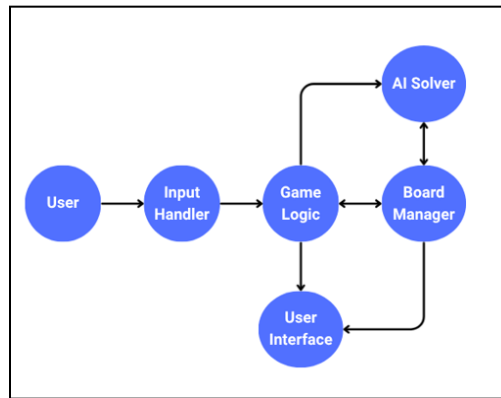 AI Solver
User
Input
Handler
Game
Logic
Board
Manager
User
Interface